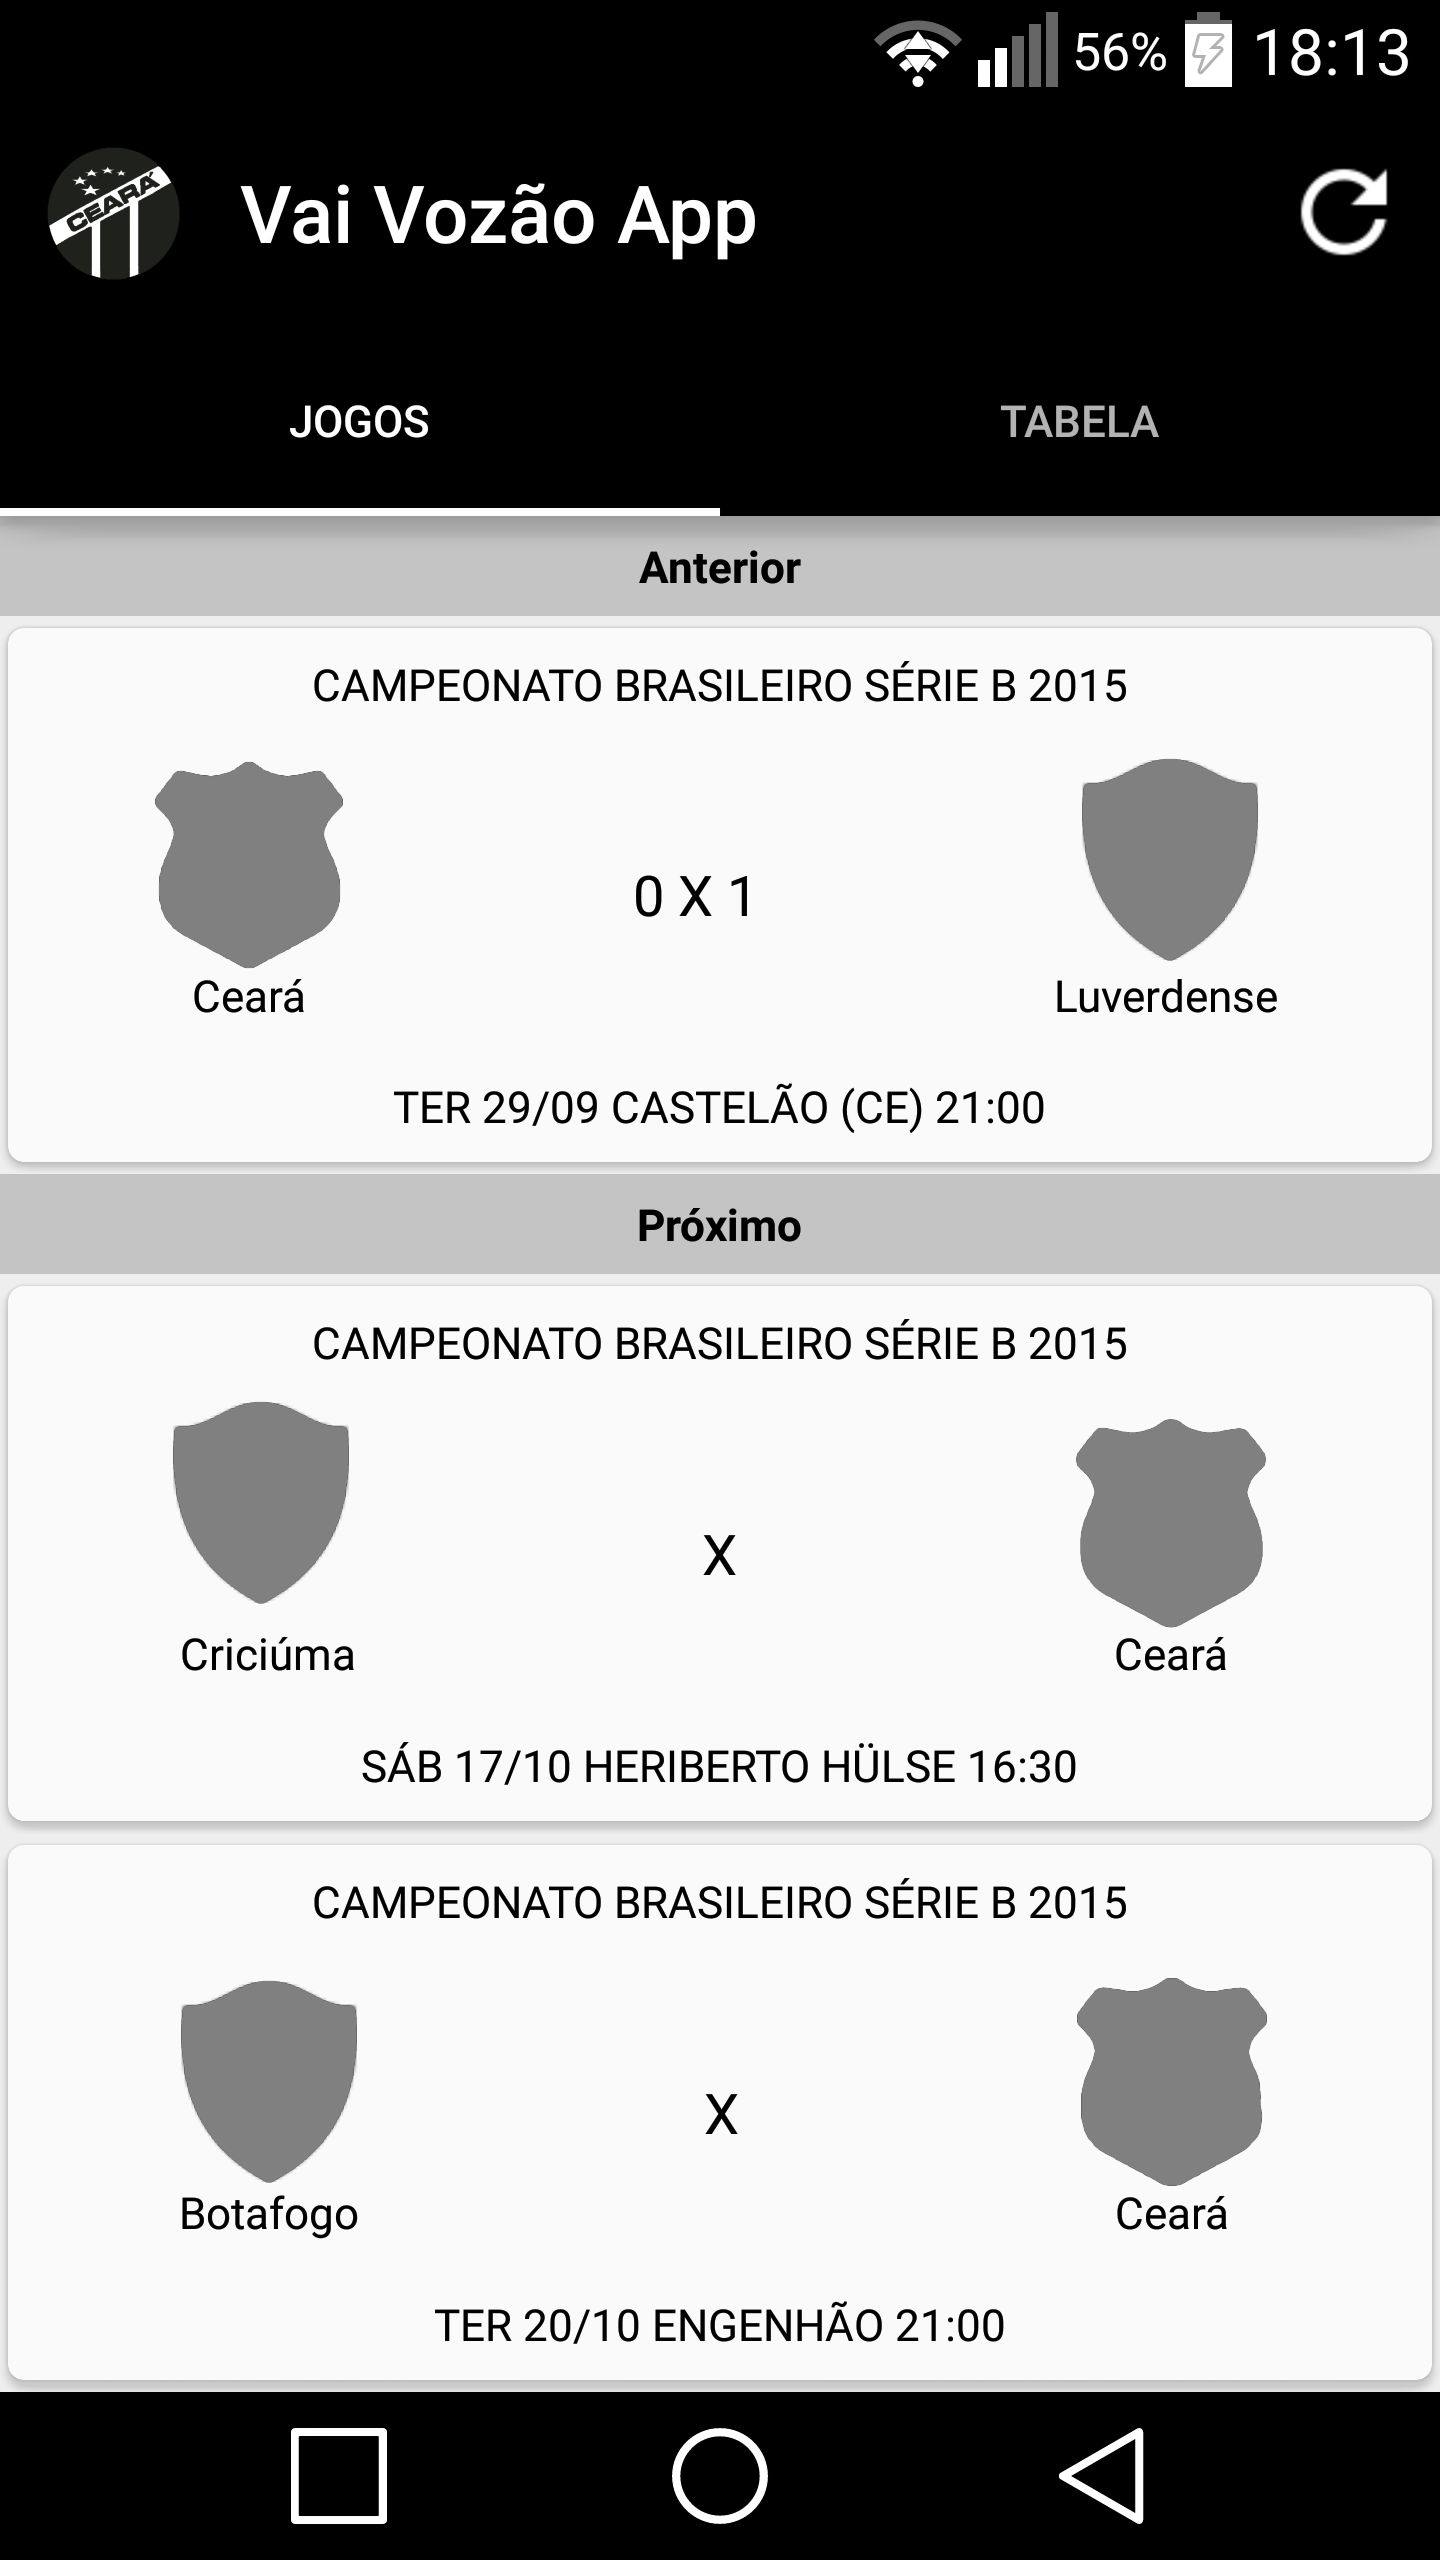 56% 18:13
CEARÁ
Vai Vozão App
JOGOS TABELA
Anterior
CAMPEONATO BRASILEIRO SÉRIE B 2015
0 X 1
Ceará Luverdense
TER 29/09 CASTELÃO (CE) 21:00
Próximo
CAMPEONATO BRASILEIRO SÉRIE B 2015
X
Criciúma Ceará
SÁB 17/10 HERIBERTO HÜLSE 16:30
CAMPEONATO BRASILEIRO SÉRIE B 2015
X
Botafogo Ceará
TER 20/10 ENGENHÃO 21:00